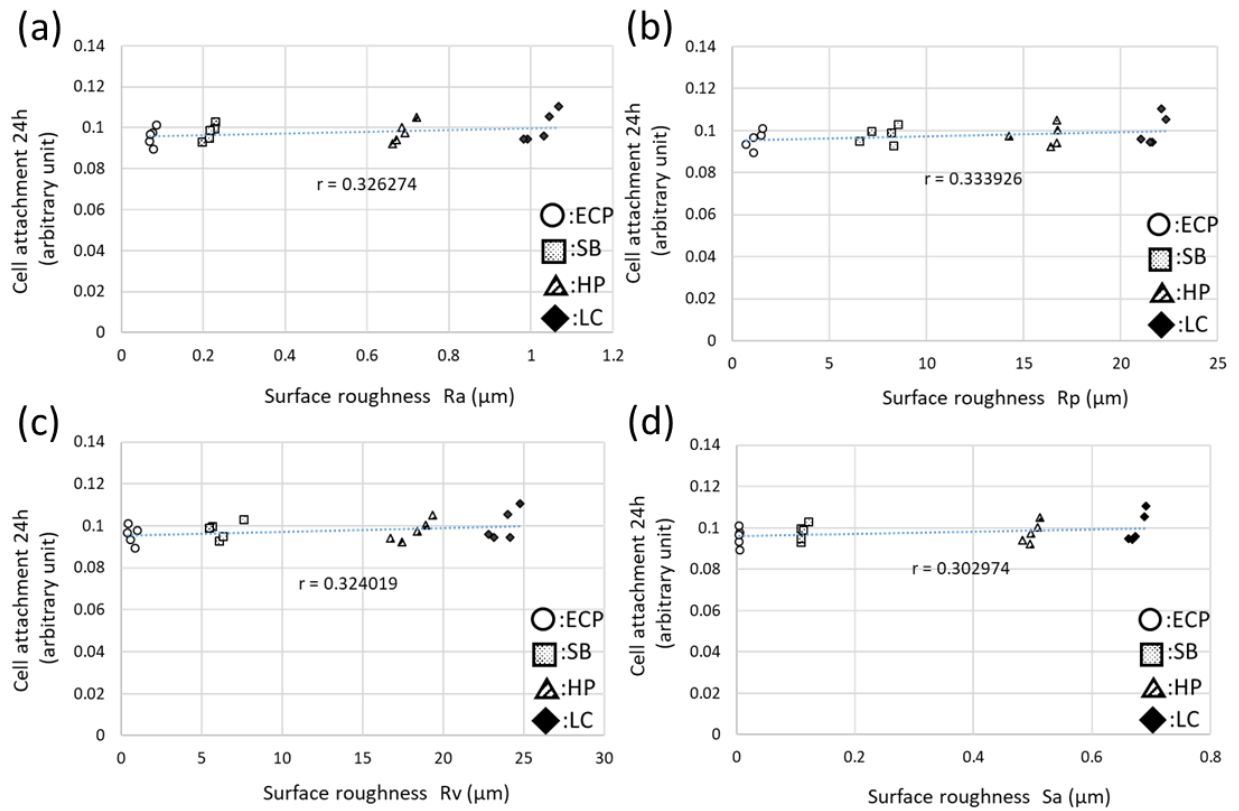 (a)
0.14
0.12
0.1
0.08
0.06
0.04
0.02
0
Cell attachment 24h
(arbitrary unit)
r = 0.326274
:ECP
:SB
:HP
:LC
0 0.2 0.4 0.6 0.8 1 1.2
Surface roughness Ra (μm)
(b)
0.14
0.12
0.1
0.08
0.06
0.04
0.02
0
Cell attachment 24h
(arbitrary unit)
r = 0.333926
:ECP
:SB
:HP
:LC
0 5 10 15 20 25
Surface roughness Rp (μm)
(c)
0.14
0.12
0.1
0.08
0.06
0.04
0.02
0
Cell attachment 24h
(arbitrary unit)
r = 0.324019
:ECP
:SB
:HP
:LC
0 5 10 15 20 25 30
Surface roughness Rv (μm)
(d)
0.14
0.12
0.1
0.08
0.06
0.04
0.02
0
Cell attachment 24h
(arbitrary unit)
r = 0.302974
:ECP
:SB
:HP
:LC
0 0.2 0.4 0.6 0.8
Surface roughness Sa (μm)